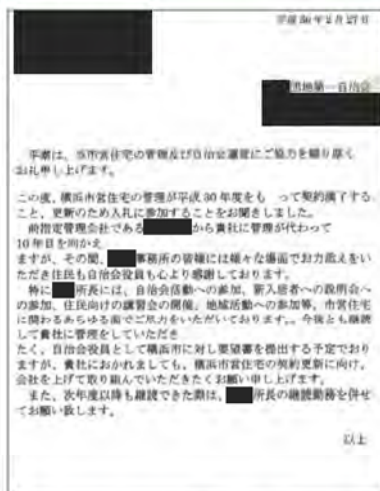 平成30年2月27日
団地第一自治会
平素は、当市営住宅の管理及び自治会運営にご協力を賜り厚く
お礼申し上げます。
この度、横浜市営住宅の管理が平成30年度をも って契約満了する
こと、更新のため入札に参加することをお聞きしました。
前指定管理会社である から貴社に管理が代わって
10年目を向かえ
ますが、その間、 事務所の皆様には様々な場面でお力添えをい
ただき住民も自治会役員も心より感謝しております。
特に 所長には、自治会活動への参加、新入居者への説明会へ
の参加、住民向けの講習会の開催、地域活動への参加等、市営住宅
に関わるあらゆる面でご尽力をいただいております。。今後とも継続
して貴社に管理をしていただき
たく、自治会役員として横浜市に対し要望書を提出する予定でおり
ますが、貴社におかれましても、横浜市営住宅の契約更新に向け、
会社を上げて取り組んでいただきたくお願い申し上げます。
また、次年度以降も継続できた際は、 所長の継続勤務を併せ
てお願い致します。
以上